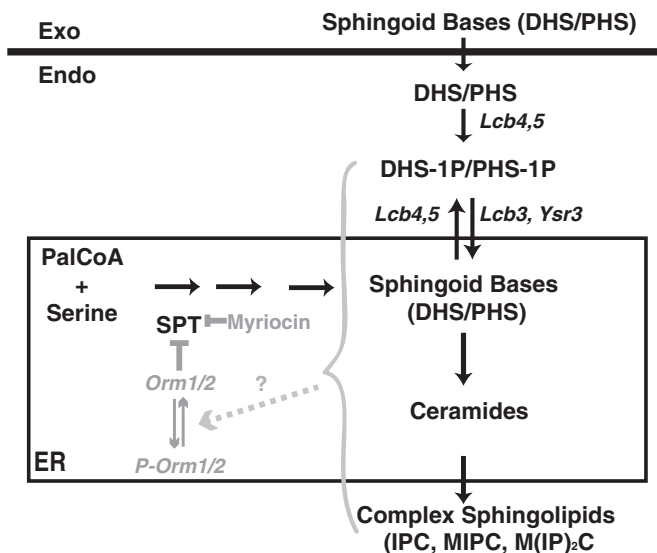 Exo
Sphingoid Bases (DHS/PHS)
Endo
DHS/PHS
Lcb4,5
DHS-1P/PHS-1P
Lcb4,5
Lcb3, Ysr3
PalCoA
+
Serine
Sphingoid Bases
(DHS/PHS)
SPT
Myriocin
Orm1/2
?
Ceramides
P-Orm1/2
ER
Complex Sphingolipids
(IPC, MIPC, M(IP)₂C